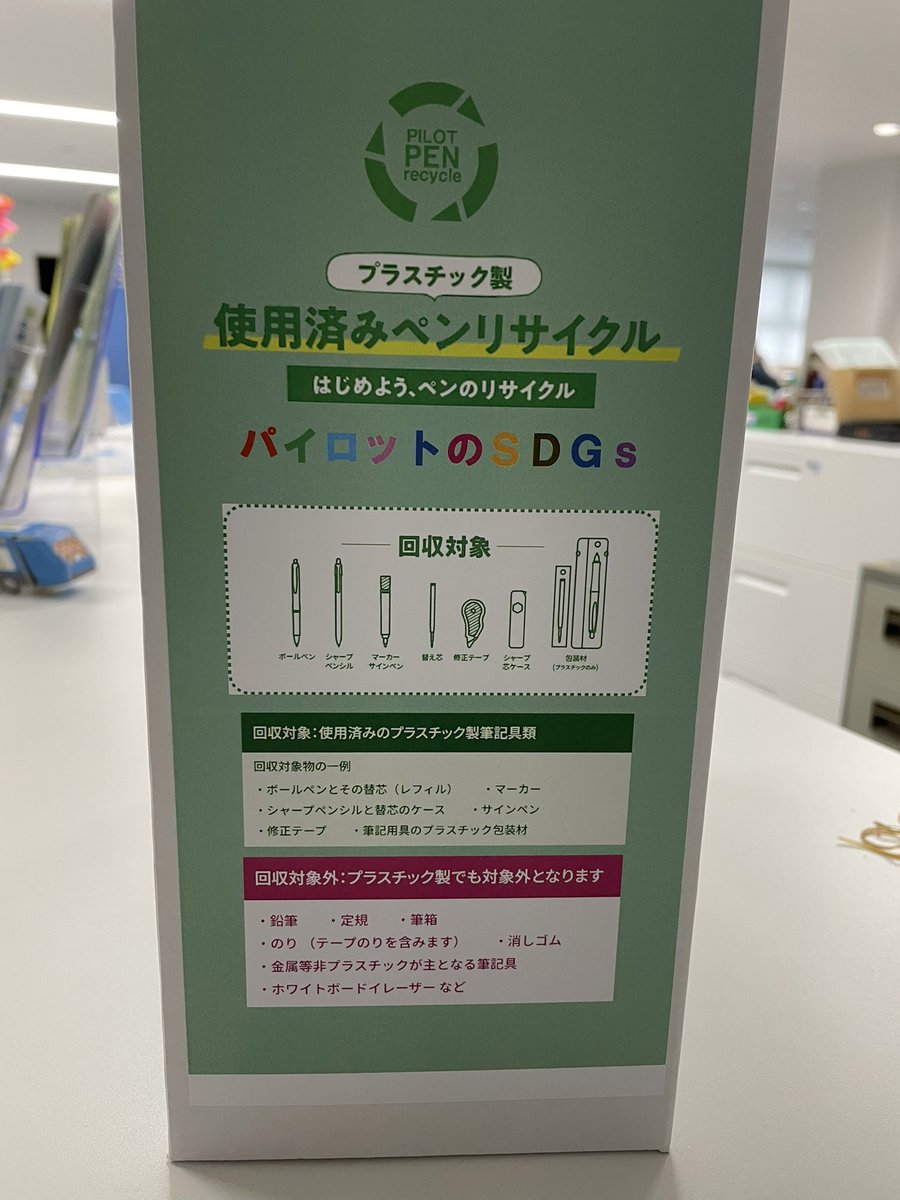 PILOT
PEN
recycle
プラスチック製
使用済みペンリサイクル
はじめよう、ペンのリサイクル
パイロットのSDGs
回収対象
ボールペン シャープペンシル マーカーサインペン 替え芯 修正テープ シャープ芯ケース 包装材(プラスチックのみ)
回収対象：使用済みのプラスチック製筆記具類
回収対象物の一例
・ボールペンとその替芯（レフィル） ・マーカー
・シャープペンシルと替芯のケース ・サインペン
・修正テープ ・筆記用具のプラスチック包装材
回収対象外：プラスチック製でも対象外となります
・鉛筆 ・定規 ・筆箱
・のり （テープのりを含みます） ・消しゴム
・金属等非プラスチックが主となる筆記具
・ホワイトボードイレーザー など